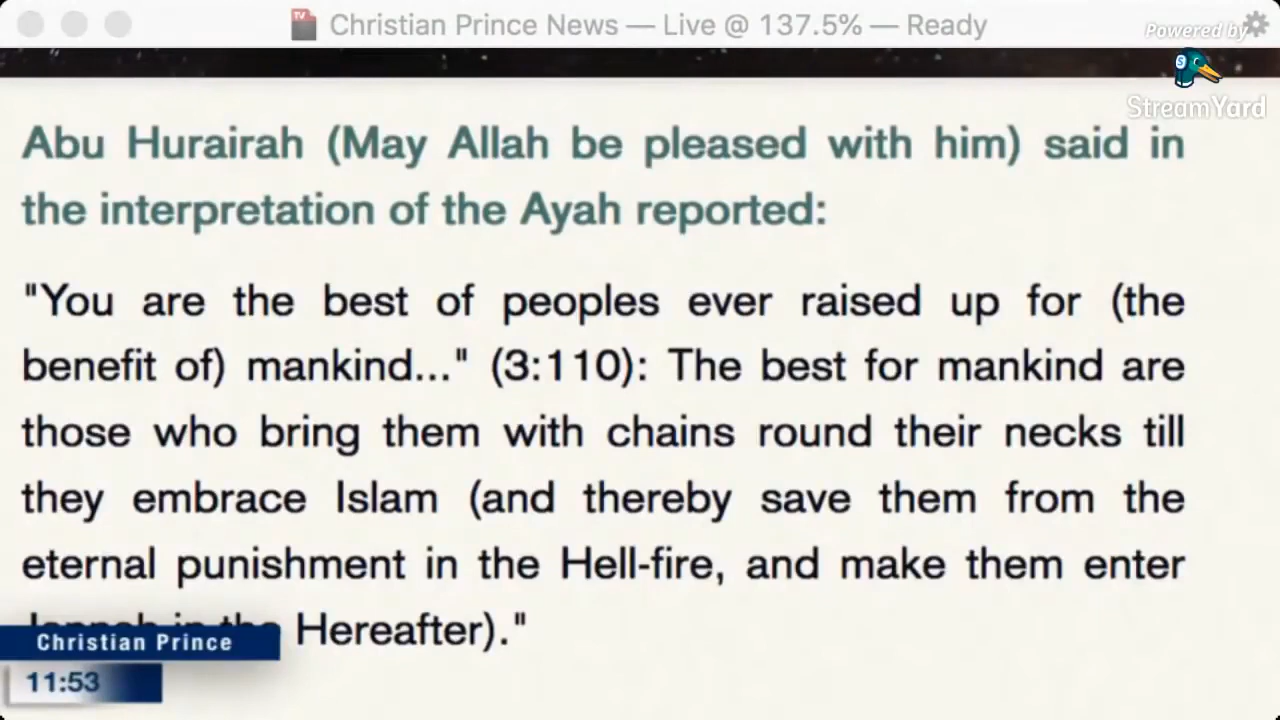 Christian Prince News — Live @ 137.5% — Ready
Powered by
StreamYard
Abu Hurairah (May Allah be pleased with him) said in
the interpretation of the Ayah reported:
"You are the best of peoples ever raised up for (the
benefit of) mankind..." (3:110): The best for mankind are
those who bring them with chains round their necks till
they embrace Islam (and thereby save them from the
eternal punishment in the Hell-fire, and make them enter
Hereafter)."
Christian Prince
11:53